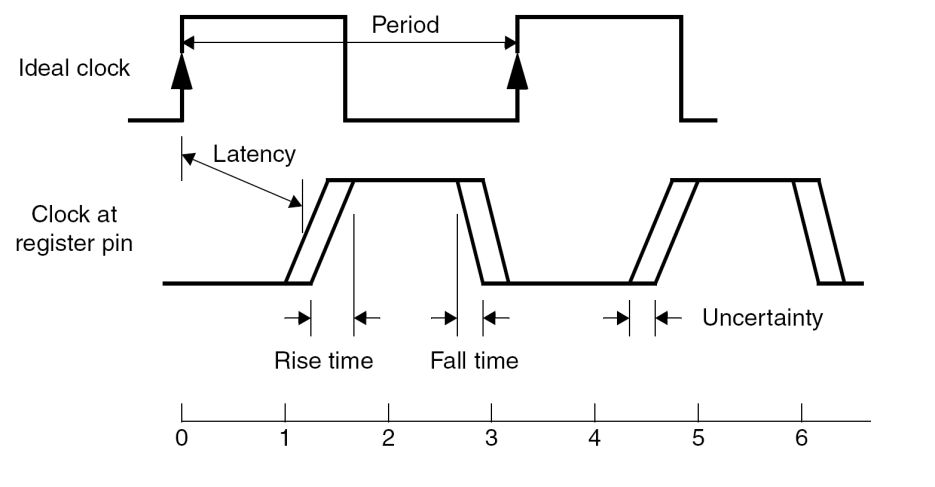 Period
Ideal clock
Latency
Clock at
register pin
Uncertainty
Rise time
Fall time
0 1 2 3 4 5 6